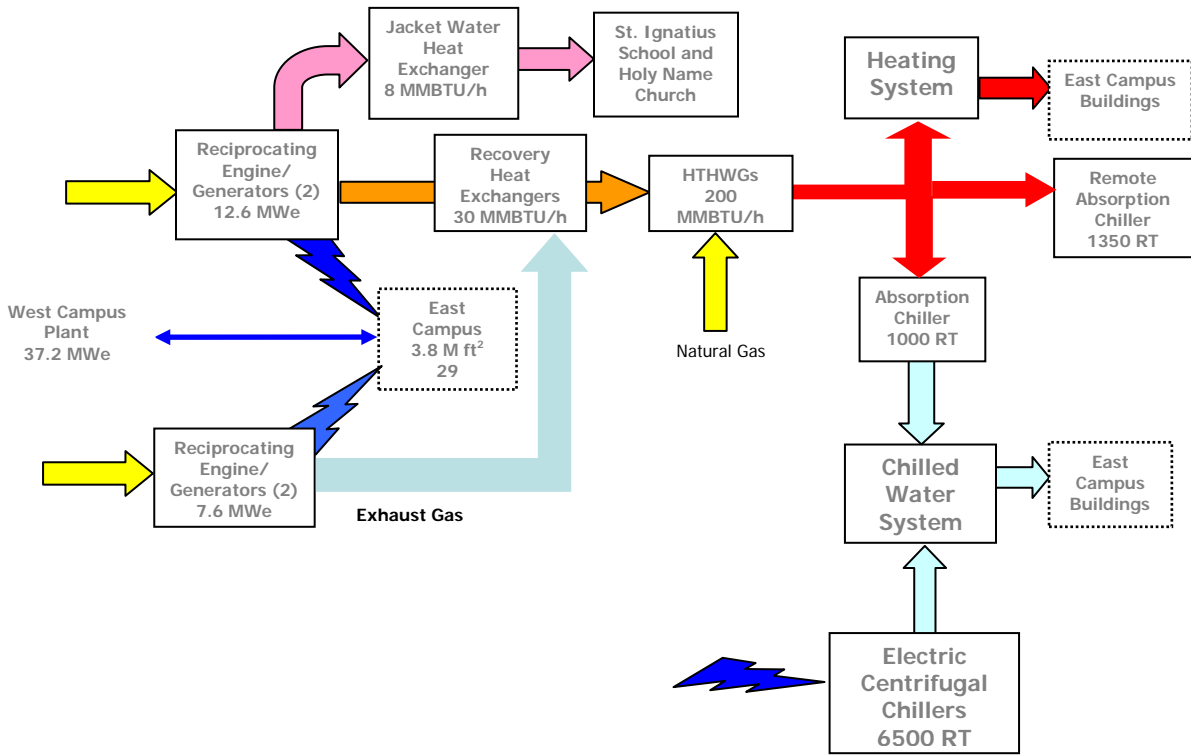 Jacket Water
Heat
Exchanger
8 MMBTU/h
St. Ignatius
School and
Holy Name
Church
Heating
System
East Campus
Buildings
Reciprocating
Engine/
Generators (2)
12.6 MWe
Recovery
Heat
Exchangers
30 MMBTU/h
HTHWGs
200
MMBTU/h
Remote
Absorption
Chiller
1350 RT
West Campus
Plant
37.2 MWe
East
Campus
3.8 M ft²
29
Natural Gas
Absorption
Chiller
1000 RT
Reciprocating
Engine/
Generators (2)
7.6 MWe
Exhaust Gas
Chilled
Water
System
East
Campus
Buildings
Electric
Centrifugal
Chillers
6500 RT